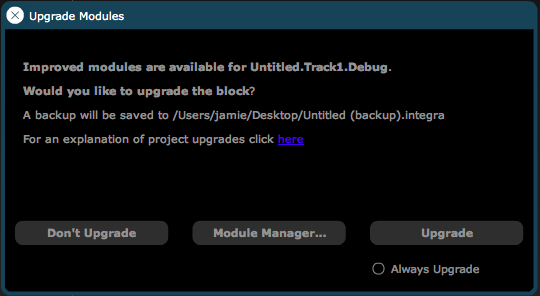 Upgrade Modules
Improved modules are available for Untitled.Track1.Debug.
Would you like to upgrade the block?
A backup will be saved to /Users/jamie/Desktop/Untitled (backup).integra
For an explanation of project upgrades click here
Don't Upgrade
Module Manager...
Upgrade
Always Upgrade